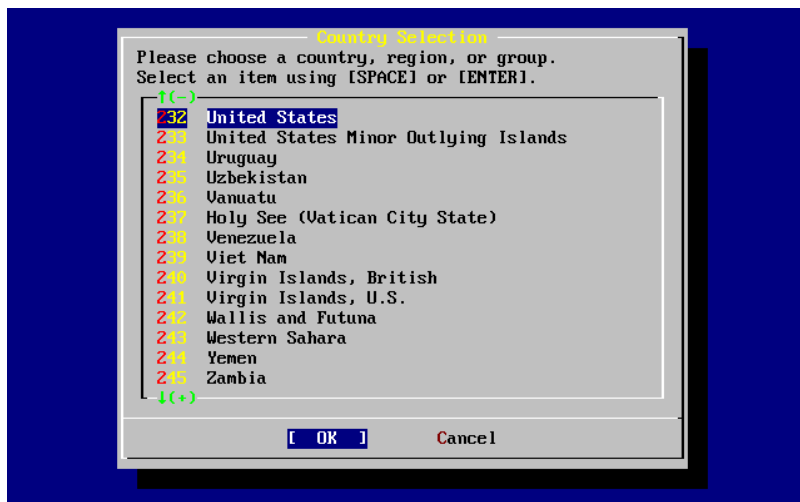 Country Selection
Please choose a country, region, or group.
Select an item using [SPACE] or [ENTER].
↑(-)
232 United States
233 United States Minor Outlying Islands
234 Uruguay
235 Uzbekistan
236 Vanuatu
237 Holy See (Vatican City State)
238 Venezuela
239 Viet Nam
240 Virgin Islands, British
241 Virgin Islands, U.S.
242 Wallis and Futuna
243 Western Sahara
244 Yemen
245 Zambia
↓(+)
[ OK ] Cancel